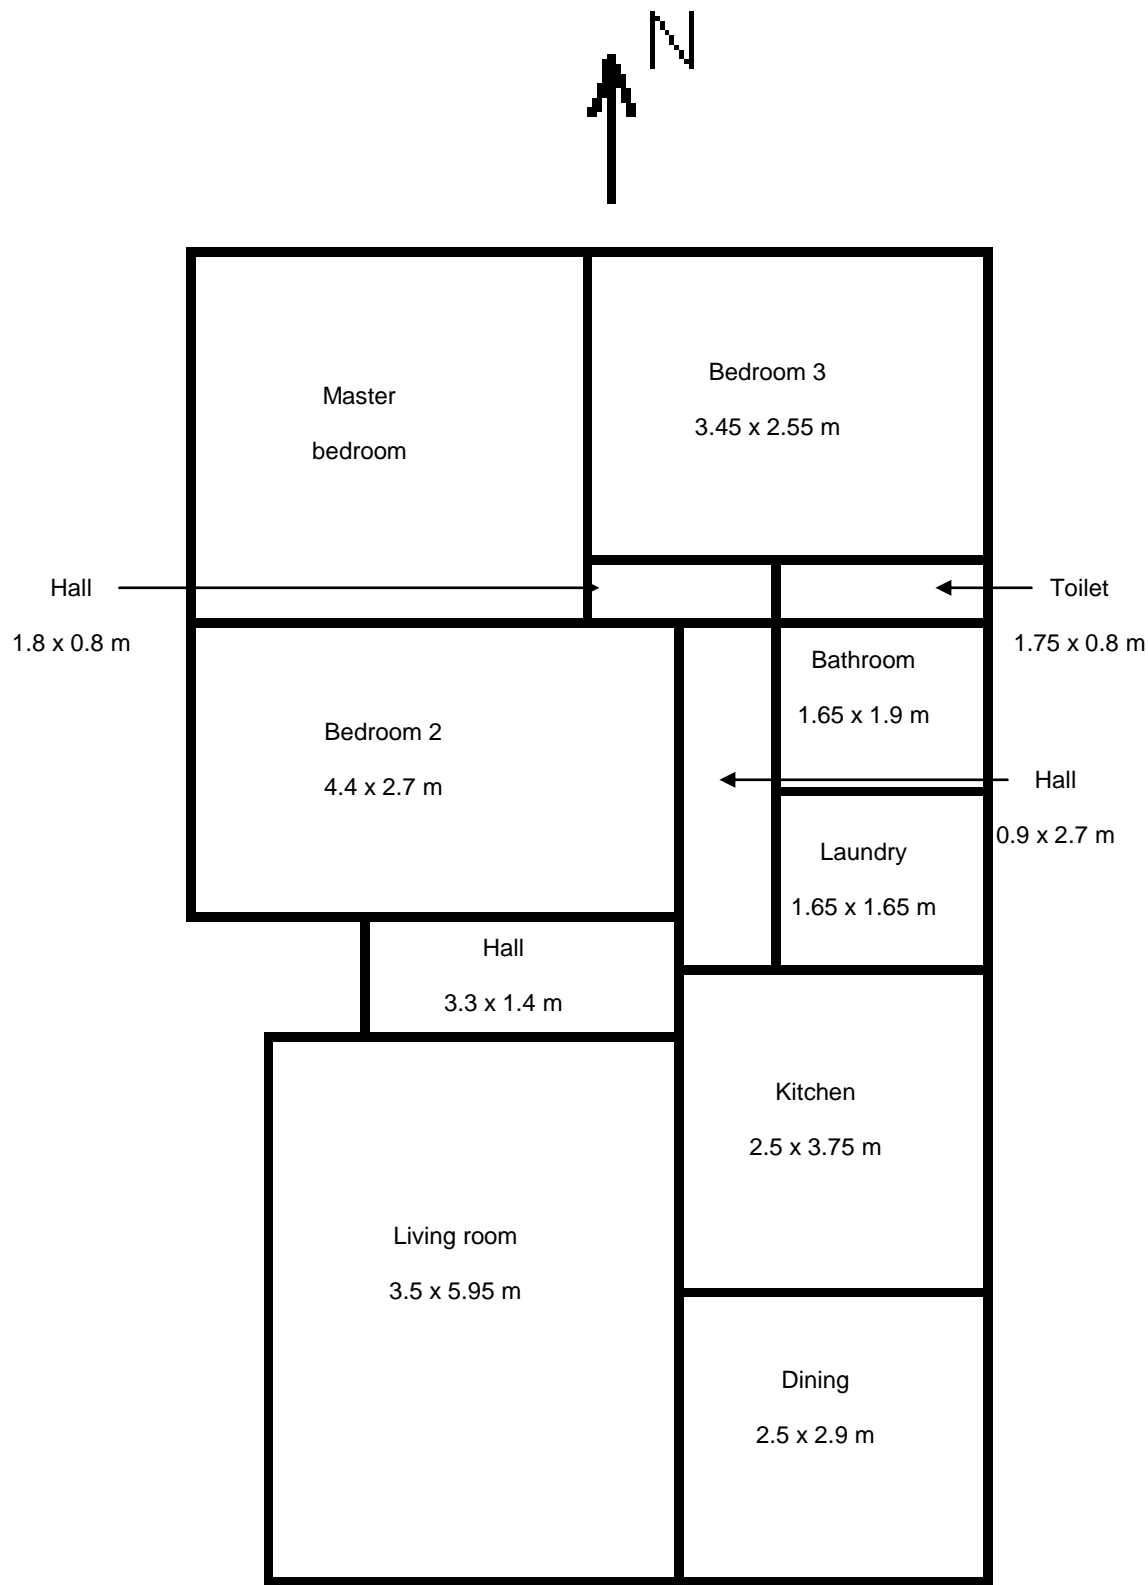 N
Master
bedroom
Bedroom 3
3.45 x 2.55 m
Hall
1.8 x 0.8 m
Toilet
1.75 x 0.8 m
Bedroom 2
4.4 x 2.7 m
Bathroom
1.65 x 1.9 m
Hall
0.9 x 2.7 m
Laundry
1.65 x 1.65 m
Hall
3.3 x 1.4 m
Kitchen
2.5 x 3.75 m
Living room
3.5 x 5.95 m
Dining
2.5 x 2.9 m